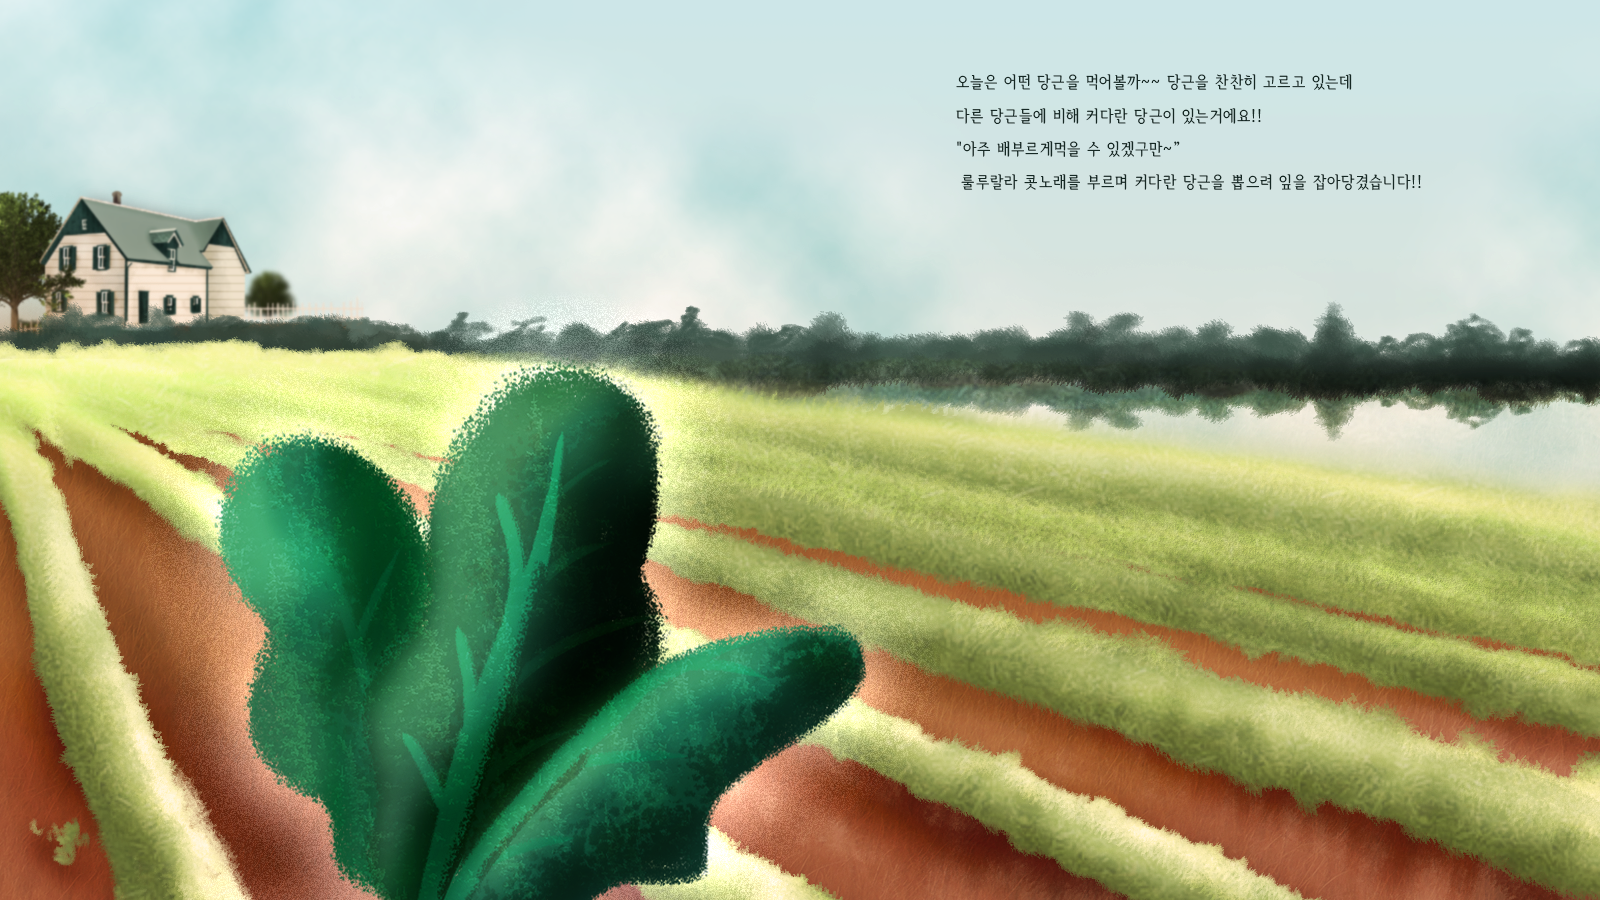 오늘은 어떤 당근을 먹어볼까~~ 당근을 찬찬히 고르고 있는데
다른 당근들에 비해 커다란 당근이 있는거에요!!
"아주 배부르게먹을 수 있겠구만~”
룰루랄라 콧노래를 부르며 커다란 당근을 뽑으려 잎을 잡아당겼습니다!!